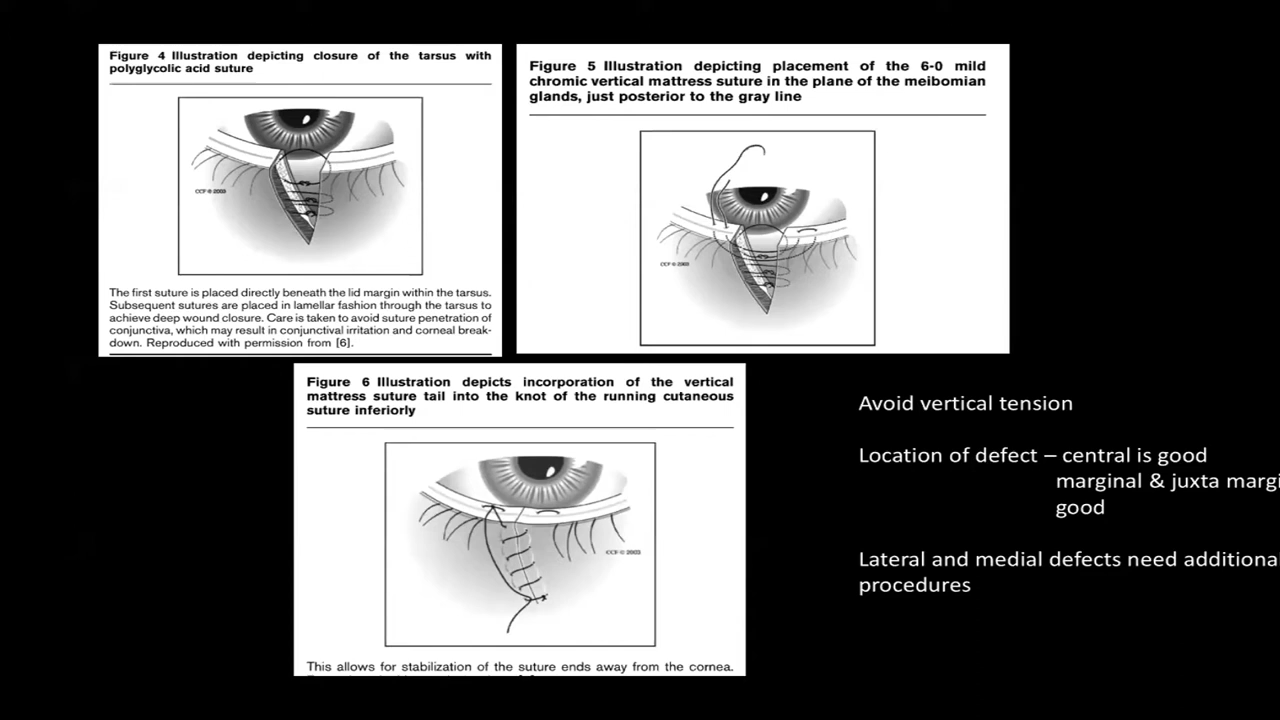 Figure 4 Illustration depicting closure of the tarsus with
polyglycolic acid suture
CCF © 2003
The first suture is placed directly beneath the lid margin within the tarsus.
Subsequent sutures are placed in lamellar fashion through the tarsus to
achieve deep wound closure. Care is taken to avoid suture penetration of
conjunctiva, which may result in conjunctival irritation and corneal break-
down. Reproduced with permission from [6].
Figure 5 Illustration depicting placement of the 6-0 mild
chromic vertical mattress suture in the plane of the meibomian
glands, just posterior to the gray line
CCF © 2003
Figure 6 Illustration depicts incorporation of the vertical
mattress suture tail into the knot of the running cutaneous
suture inferiorly
CCF © 2003
This allows for stabilization of the suture ends away from the cornea.
Avoid vertical tension
Location of defect – central is good
marginal & juxta margi
good
Lateral and medial defects need additiona
procedures